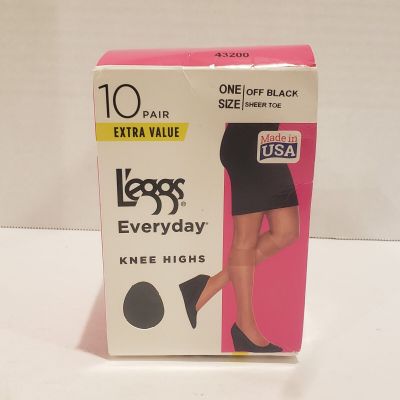 43200
10 PAIR
EXTRA VALUE
ONE SIZE
OFF BLACK
SHEER TOE
Made in
USA
L'eggs®
Everyday®
KNEE HIGHS